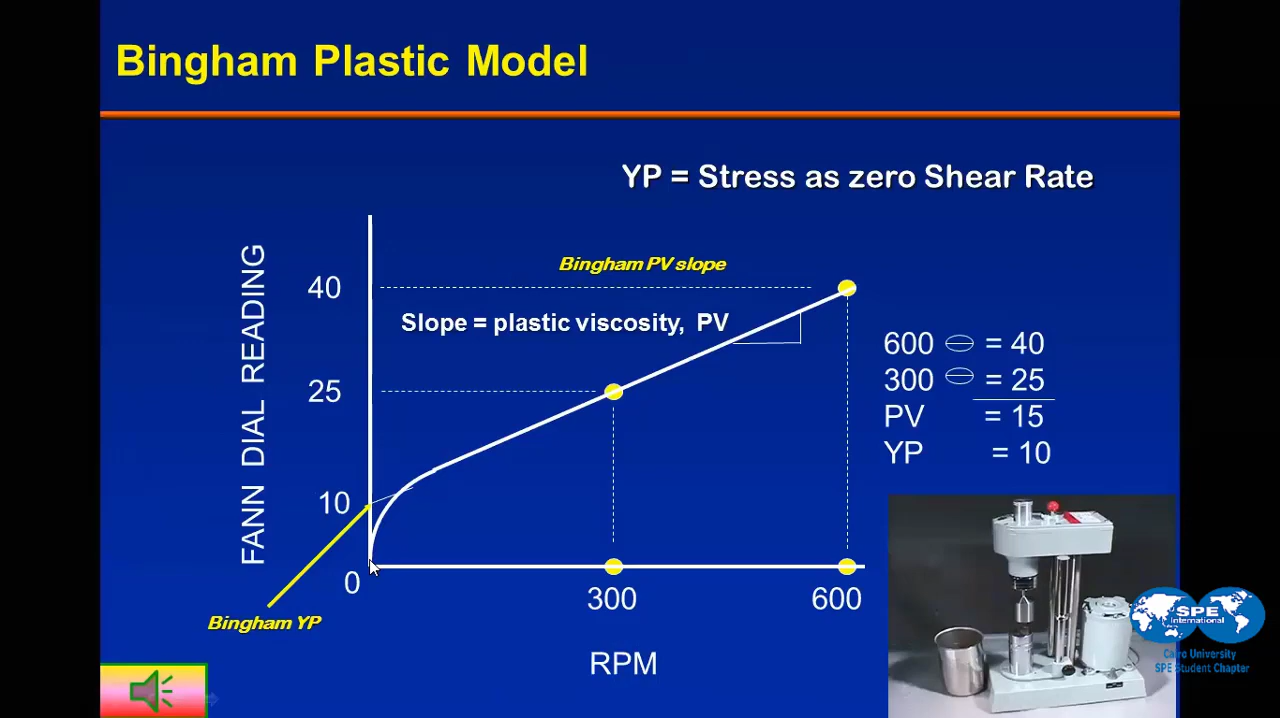 Bingham Plastic Model
YP = Stress as zero Shear Rate
FANN DIAL READING
40
25
10
0
Bingham PV slope
Slope = plastic viscosity, PV
600 ⊖ = 40
300 ⊖ = 25
PV = 15
YP = 10
Bingham YP
300
600
RPM
SPE
International
Cairo University
SPE Student Chapter